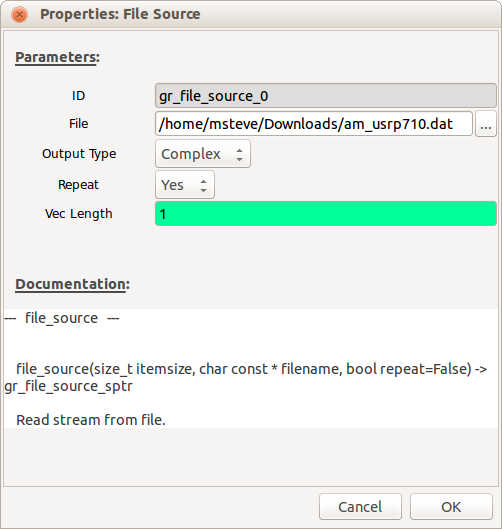 Properties: File Source
Parameters:
ID gr_file_source_0
File /home/msteve/Downloads/am_usrp710.dat ...
Output Type Complex
Repeat Yes
Vec Length 1
Documentation:
--- file_source ---
file_source(size_t itemsize, char const * filename, bool repeat=False) ->
gr_file_source_sptr
Read stream from file.
Cancel OK